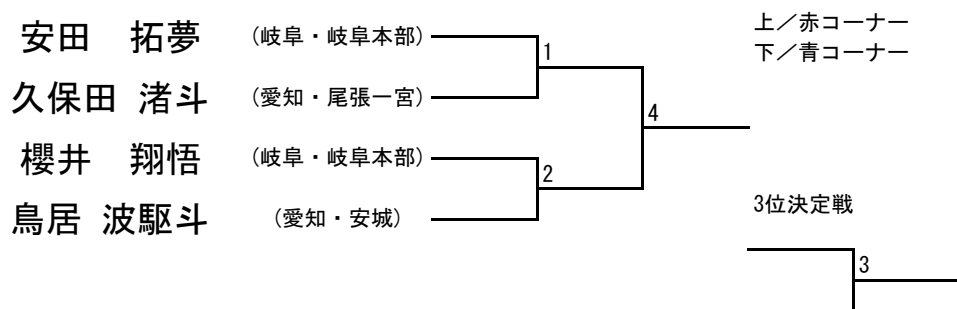 安田　拓夢 (岐阜・岐阜本部)
1
上／赤コーナー
下／青コーナー
久保田 渚斗 (愛知・尾張一宮)
4
櫻井　翔悟 (岐阜・岐阜本部)
2
鳥居 波駆斗 (愛知・安城)
3位決定戦
3